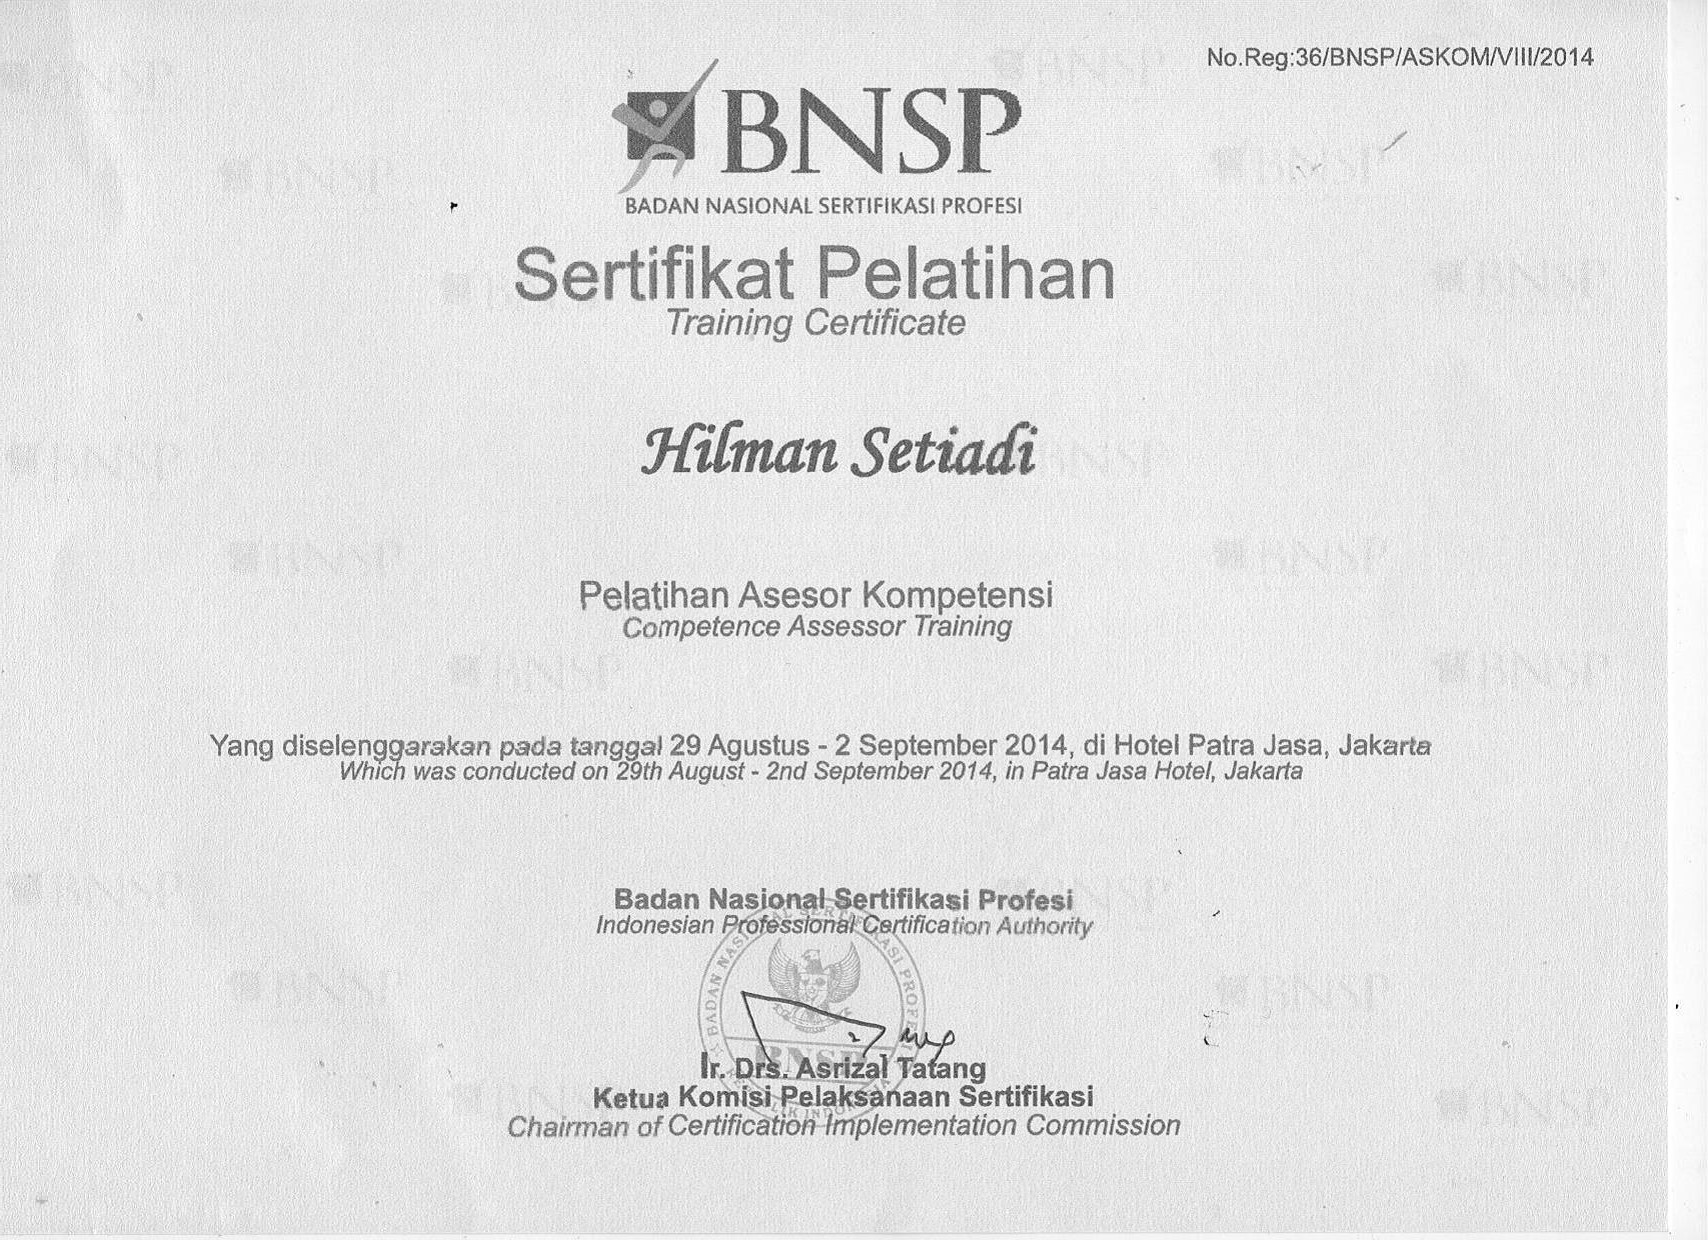 No.Reg:36/BNSP/ASKOM/VIII/2014
BNSP
BADAN NASIONAL SERTIFIKASI PROFESI
Sertifikat Pelatihan
Training Certificate
Hilman Setiadi
Pelatihan Asesor Kompetensi
Competence Assessor Training
Yang diselenggarakan pada tanggal 29 Agustus - 2 September 2014, di Hotel Patra Jasa, Jakarta
Which was conducted on 29th August - 2nd September 2014, in Patra Jasa Hotel, Jakarta
Badan Nasional Sertifikasi Profesi
Indonesian Professional Certification Authority
BADAN NASIONAL SERTIFIKASI PROFESI
BNSP
REPUBLIK INDONESIA
Ir. Drs. Asrizal Tatang
Ketua Komisi Pelaksanaan Sertifikasi
Chairman of Certification Implementation Commission